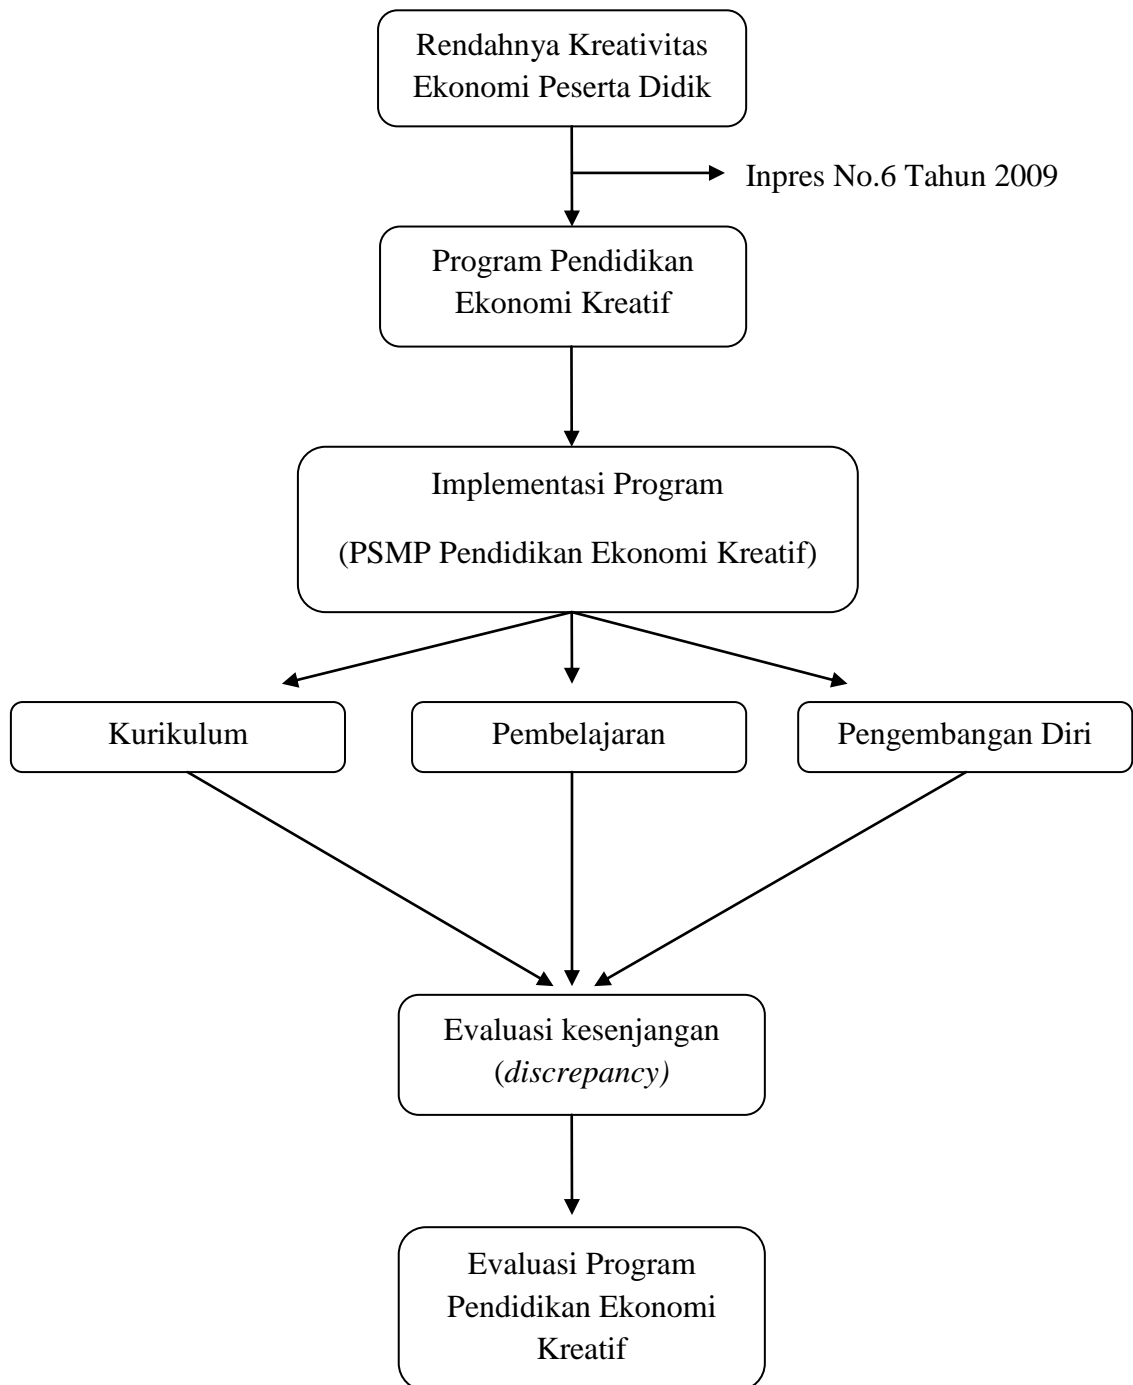 Rendahnya Kreativitas
Ekonomi Peserta Didik
Inpres No.6 Tahun 2009
Program Pendidikan
Ekonomi Kreatif
Implementasi Program
(PSMP Pendidikan Ekonomi Kreatif)
Kurikulum
Pembelajaran
Pengembangan Diri
Evaluasi kesenjangan
(discrepancy)
Evaluasi Program
Pendidikan Ekonomi
Kreatif